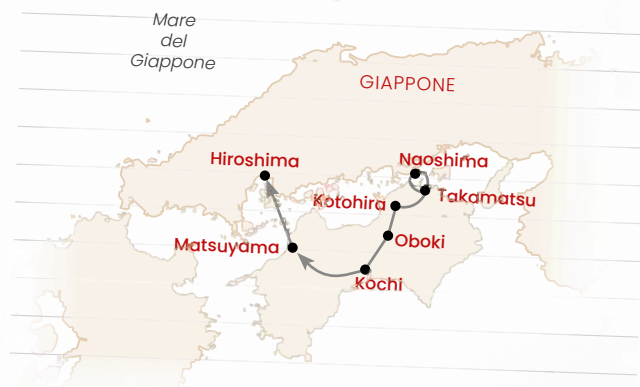 Mare
del
Giappone
GIAPPONE
Hiroshima
Naoshima
Kotohira
Takamatsu
Matsuyama
Oboki
Kochi